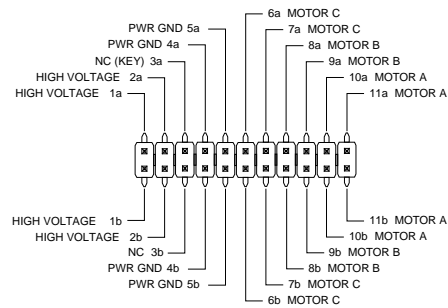 6a MOTOR C
PWR GND 5a
7a MOTOR C
PWR GND 4a
8a MOTOR B
NC (KEY) 3a
9a MOTOR B
HIGH VOLTAGE 2a
10a MOTOR A
HIGH VOLTAGE 1a
11a MOTOR A
HIGH VOLTAGE 1b
11b MOTOR A
HIGH VOLTAGE 2b
10b MOTOR A
NC 3b
9b MOTOR B
PWR GND 4b
8b MOTOR B
PWR GND 5b
7b MOTOR C
6b MOTOR C